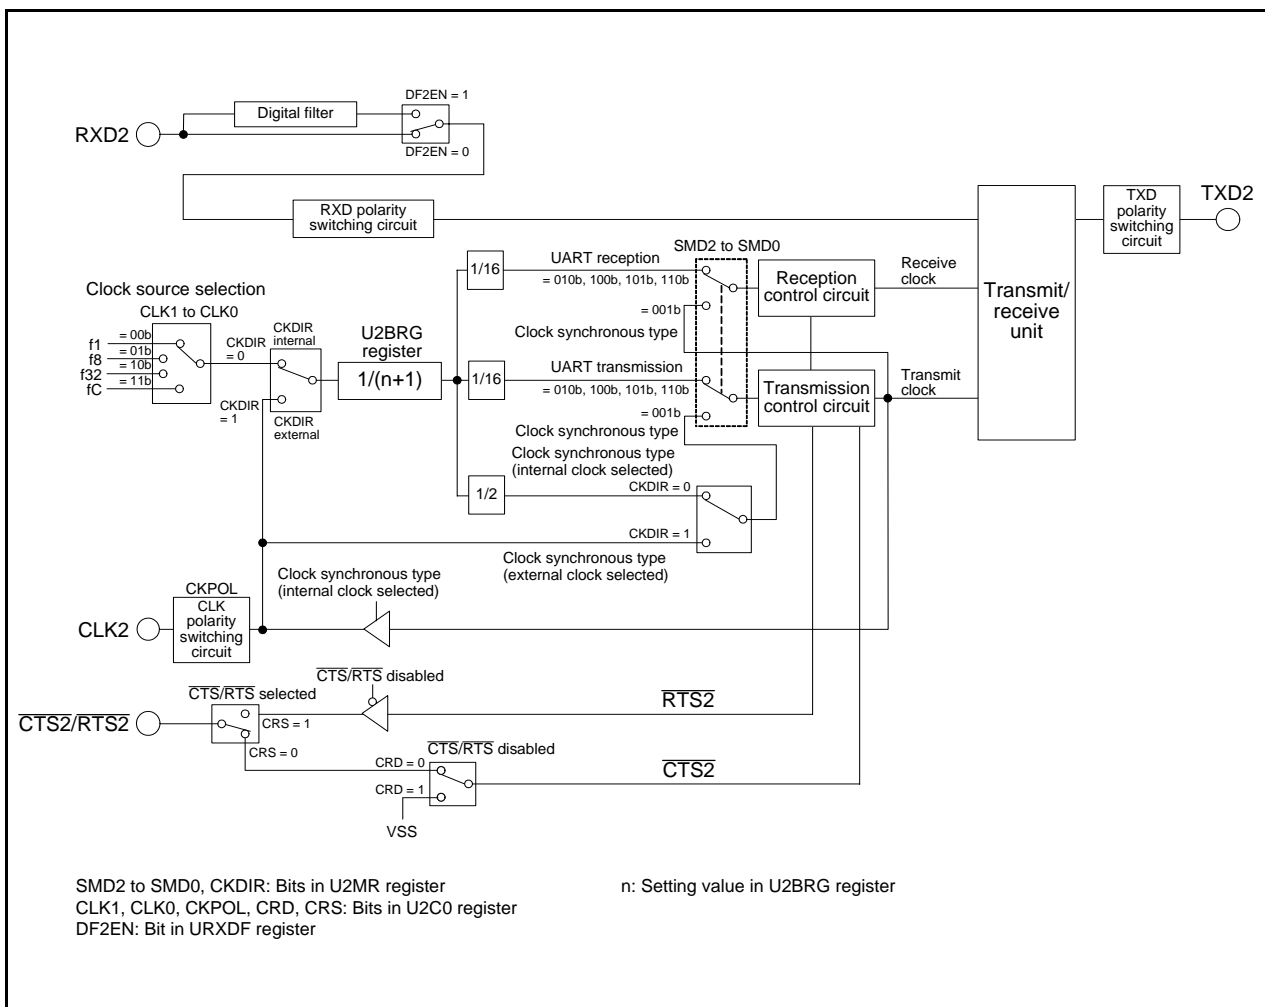 DF2EN = 1
Digital filter
RXD2
DF2EN = 0
TXD2
TXD
polarity
switching
circuit
RXD polarity
switching circuit
SMD2 to SMD0
1/16
UART reception
= 010b, 100b, 101b, 110b
Reception
control circuit
Receive
clock
Transmit/
receive
unit
Clock source selection
CLK1 to CLK0
= 001b
Clock synchronous type
f1
= 00b
f8
= 01b
f32
= 10b
fC
= 11b
CKDIR
= 0
CKDIR
internal
U2BRG
register
1/(n+1)
CKDIR
= 1
CKDIR
external
1/16
UART transmission
= 010b, 100b, 101b, 110b
Transmission
control circuit
Transmit
clock
= 001b
Clock synchronous type
Clock synchronous type
(internal clock selected)
1/2
CKDIR = 0
CKDIR = 1
Clock synchronous type
(external clock selected)
Clock synchronous type
(internal clock selected)
CKPOL
CLK
polarity
switching
circuit
CLK2
CTS/RTS disabled
CTS/RTS selected
RTS2
CTS2/RTS2
CRS = 1
CRS = 0
CTS/RTS disabled
CRD = 0
CTS2
CRD = 1
VSS
SMD2 to SMD0, CKDIR: Bits in U2MR register
n: Setting value in U2BRG register
CLK1, CLK0, CKPOL, CRD, CRS: Bits in U2C0 register
DF2EN: Bit in URXDF register